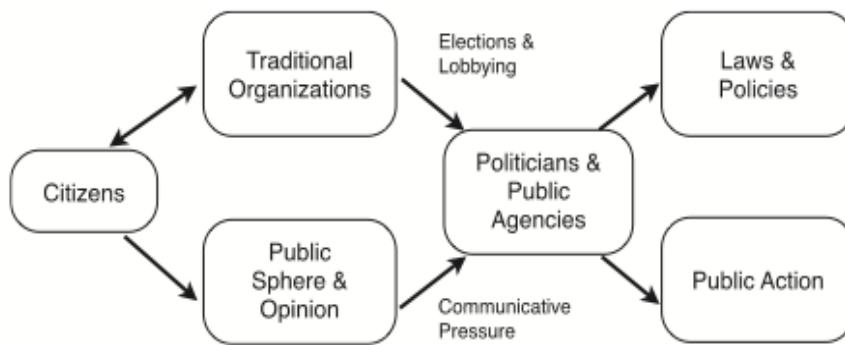 Traditional
Organizations
Elections &
Lobbying
Laws &
Policies
Citizens
Politicians &
Public
Agencies
Public
Sphere &
Opinion
Communicative
Pressure
Public Action